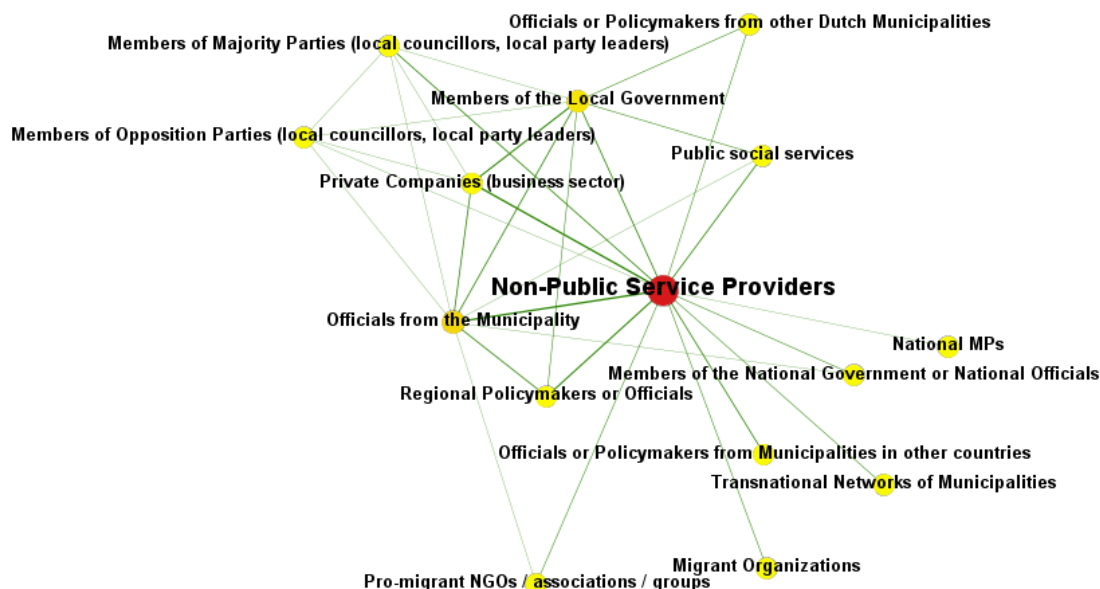 Officials or Policymakers from other Dutch Municipalities
Members of Majority Parties (local councillors, local party leaders)
Members of the Local Government
Members of Opposition Parties (local councillors, local party leaders)
Public social services
Private Companies (business sector)
Non-Public Service Providers
Officials from the Municipality
National MPs
Members of the National Government or National Officials
Regional Policymakers or Officials
Officials or Policymakers from Municipalities in other countries
Transnational Networks of Municipalities
Migrant Organizations
Pro-migrant NGOs / associations / groups